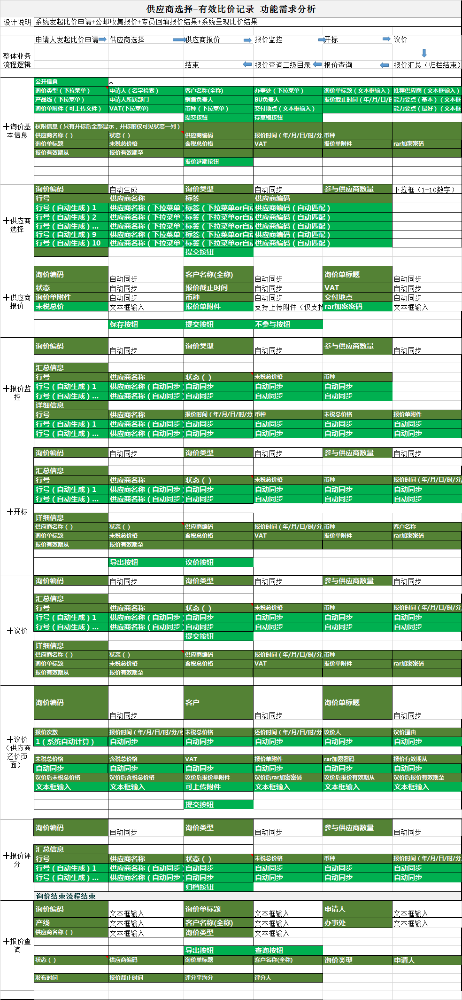 供应商选择-有效比价记录 功能需求分析
设计说明 系统发起比价申请+公邮收集报价+专员回填报价结果+系统呈现比价结果
整体业务流程逻辑
申请人发起比价申请 供应商选择 供应商报价 报价监控 开标 议价
结束 报价查询二级目录 报价查询 报价汇总（归档结束）
十询价基本信息
公开信息 *
询价类型（下拉菜单） 申请人（名字检索） 客户名称(全称) 办事处（下拉菜单） 询价单标题（文本框输入） 推荐供应商（文本框输入）
产品线（下拉菜单） 申请人所属部门 销售负责人 BU负责人 报价截止时间（年/月/日/时 能力要点（基本）（文本框
询价单附件（可上传文件） VAT(下拉菜单) 币种（下拉菜单） 交付地点（文本框输入） 能力要点（最好）（文本框
提交按钮 存草稿按钮
权限信息（只有开标后全部显示，开标前仅可见状态一列）
供应商名称（ ） 状态（ ） 供应商编码 报价时间（年/月/日/时/分 币种
询价单标题 未税总价格 含税总价格 VAT 报价单附件 rar加密密码
报价有效期从 报价有效期至
报价延期按钮
十供应商选择
询价编码 自动生成 询价类型 自动同步 参与供应商数量 下拉框（1-10数字）
行号 供应商名称 标签 供应商编码
行号（自动生成）1 供应商名称（下拉菜单） 标签（下拉菜单or自动 供应商编码（自动匹配）
行号（自动生成）2 供应商名称（下拉菜单） 标签（下拉菜单or自动 供应商编码（自动匹配）
行号（自动生成）... 供应商名称（下拉菜单） 标签（下拉菜单or自动 供应商编码（自动匹配）
行号（自动生成）9 供应商名称（下拉菜单） 标签（下拉菜单or自动 供应商编码（自动匹配）
行号（自动生成）10 供应商名称（下拉菜单） 标签（下拉菜单or自动 供应商编码（自动匹配）
提交按钮
十供应商报价
询价编码 自动同步 客户名称(全称) 自动同步 询价单标题 自动同步
状态 自动同步 报价截止时间 自动同步 VAT 自动同步
询价单附件 自动同步 币种 自动同步 交付地点 自动同步
未税总价 文本框输入 报价单附件 支持上传附件（仅支持 rar加密密码 文本框输入
保存按钮 提交按钮 不参与按钮
十报价监控
询价编码 自动同步 询价类型 自动同步 参与供应商数量 自动同步
汇总信息
行号 供应商名称 状态（ ） 未税总价格 币种
行号（自动生成）1 供应商名称（自动同步） 自动同步 自动同步 自动同步
行号（自动生成）... 供应商名称（自动同步） 自动同步 自动同步 自动同步
详细信息
行号 供应商名称 报价时间（年/月/日/时/分 币种 未税总价格 报价单附件
行号（自动生成）1 供应商名称（自动同步） 自动同步 自动同步 自动同步 自动同步
行号（自动生成）... 供应商名称（自动同步） 自动同步 自动同步 自动同步 自动同步
十开标
询价编码 自动同步 询价类型 自动同步 参与供应商数量 自动同步
汇总信息
行号 供应商名称 状态（ ） 未税总价格 币种 报价时间（年/月/日/时/分/
行号（自动生成）1 供应商名称（自动同步） 自动同步 自动同步 自动同步 自动同步
行号（自动生成）... 供应商名称（自动同步） 自动同步 自动同步 自动同步 自动同步
详细信息
供应商名称（ ） 状态（ ） 供应商编码 报价时间（年/月/日/时/分 币种 客户名称
询价单标题 未税总价格 含税总价格 VAT 报价单附件 rar加密密码
报价有效期从 报价有效期至
导出按钮 议价按钮
十议价
询价编码 自动同步 询价类型 自动同步 参与供应商数量 自动同步
汇总信息
行号 供应商名称 状态（ ） 未税总价格 币种 报价时间（年/月/日/时/分/
行号（自动生成）1 供应商名称（自动同步） 自动同步 自动同步 自动同步 自动同步
行号（自动生成）... 供应商名称（自动同步） 自动同步 自动同步 自动同步 自动同步
提交按钮
详细信息
供应商名称（ ） 状态（ ） 供应商编码 报价时间（年/月/日/时/分 币种
询价单标题 未税总价格 含税总价格 VAT 报价单附件 rar加密密码
报价有效期从 报价有效期至
十议价（供应商还价页面）
询价编码 自动同步 客户 自动同步 询价单标题 自动同步
报价次数 报价时间（年/月/日/时/分/秒 未税总价格 还价时间（年/月/日/时/分 议价人 议价理由
1（系统自动计算） 自动同步 自动同步 自动同步 自动同步 自动同步
未税总价格 含税总价格 VAT 报价单附件 rar加密密码 报价有效期从
自动同步 自动同步 自动同步 自动同步 自动同步 自动同步
议价后未税总价格 议价后含税总价格 议价后报价单附件 议价后rar加密密码 议价后报价有效期从 议价后报价有效期至
文本框输入 文本框输入 可上传附件 文本框输入 文本框输入 文本框输入
提交按钮
十报价评分
询价编码 自动同步 询价类型 自动同步 参与供应商数量 自动同步
汇总信息
行号 供应商名称 状态（ ） 未税总价格 币种 报价时间（年/月/日/时/分/
行号（自动生成）1 供应商名称（自动同步） 自动同步 自动同步 自动同步 自动同步
行号（自动生成）... 供应商名称（自动同步） 自动同步 自动同步 自动同步 自动同步
归档按钮
询价结束流程结束
十报价查询
询价编码 文本框输入 询价单标题 文本框输入 申请人 文本框输入
产线 文本框输入 客户名称(全称) 文本框输入 办事处 文本框输入
供应商名称（ ） 文本框输入 询价类型 文本框输入
导出按钮 查询按钮
状态（ ） 供应商编码 询价单标题 客户名称(全称) 询价类型 申请人
发布时间 报价截止时间 评分平均分 评分人